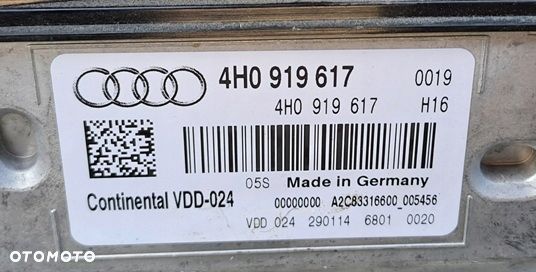 4H0 919 617 0019
4H0 919 617 H16
05S Made in Germany
Continental VDD-024
00000000 A2C83316600_005456
VDD 024 290114 6801 0020
OTOMOTO
OTOMOTO